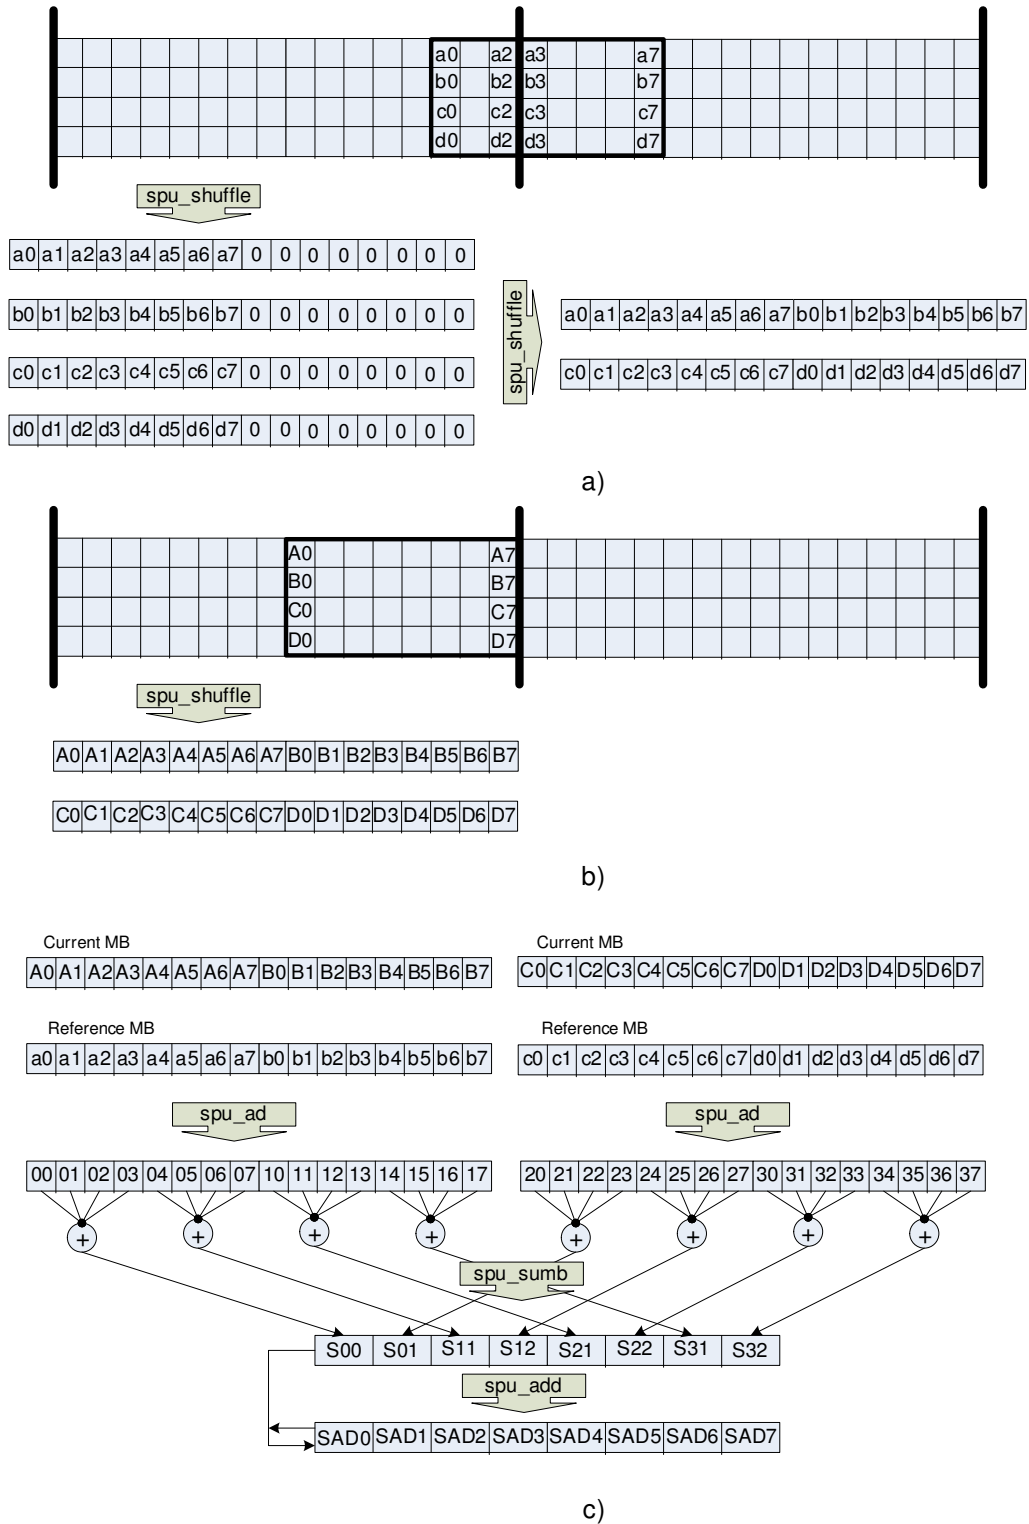 a0 a2 a3 a7
b0 b2 b3 b7
c0 c2 c3 c7
d0 d2 d3 d7
spu_shuffle
a0 a1 a2 a3 a4 a5 a6 a7 0 0 0 0 0 0 0 0
b0 b1 b2 b3 b4 b5 b6 b7 0 0 0 0 0 0 0 0
c0 c1 c2 c3 c4 c5 c6 c7 0 0 0 0 0 0 0 0
d0 d1 d2 d3 d4 d5 d6 d7 0 0 0 0 0 0 0 0
spu_shuffle
a0 a1 a2 a3 a4 a5 a6 a7 b0 b1 b2 b3 b4 b5 b6 b7
c0 c1 c2 c3 c4 c5 c6 c7 d0 d1 d2 d3 d4 d5 d6 d7
a)
A0 A7
B0 B7
C0 C7
D0 D7
spu_shuffle
A0 A1 A2 A3 A4 A5 A6 A7 B0 B1 B2 B3 B4 B5 B6 B7
C0 C1 C2 C3 C4 C5 C6 C7 D0 D1 D2 D3 D4 D5 D6 D7
b)
Current MB
A0 A1 A2 A3 A4 A5 A6 A7 B0 B1 B2 B3 B4 B5 B6 B7
Reference MB
a0 a1 a2 a3 a4 a5 a6 a7 b0 b1 b2 b3 b4 b5 b6 b7
spu_ad
00 01 02 03 04 05 06 07 10 11 12 13 14 15 16 17
+ + + +
Current MB
C0 C1 C2 C3 C4 C5 C6 C7 D0 D1 D2 D3 D4 D5 D6 D7
Reference MB
c0 c1 c2 c3 c4 c5 c6 c7 d0 d1 d2 d3 d4 d5 d6 d7
spu_ad
20 21 22 23 24 25 26 27 30 31 32 33 34 35 36 37
+ + + +
spu_sumb
S00 S01 S11 S12 S21 S22 S31 S32
spu_add
SAD0 SAD1 SAD2 SAD3 SAD4 SAD5 SAD6 SAD7
c)